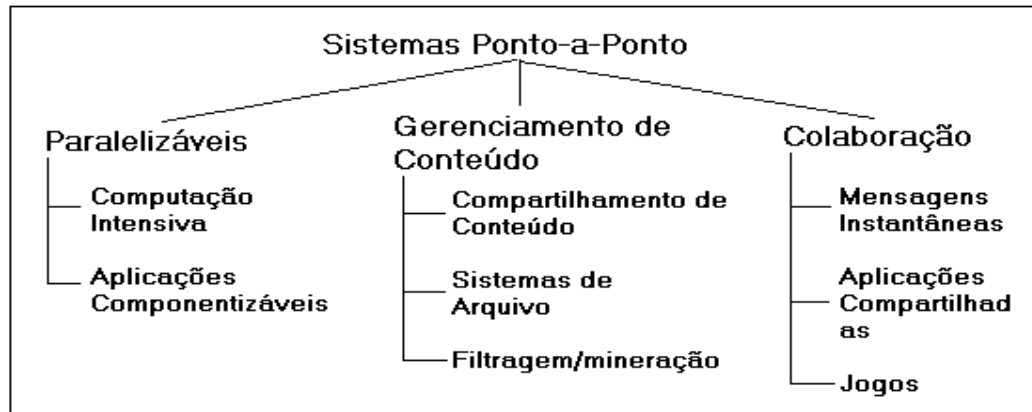 Sistemas Ponto-a-Ponto
Paralelizáveis
Computação
Intensiva
Aplicações
Componentizáveis
Gerenciamento de
Conteúdo
Compartilhamento de
Conteúdo
Sistemas de
Arquivo
Filtragem/mineração
Colaboração
Mensagens
Instantâneas
Aplicações
Compartilhad
as
Jogos